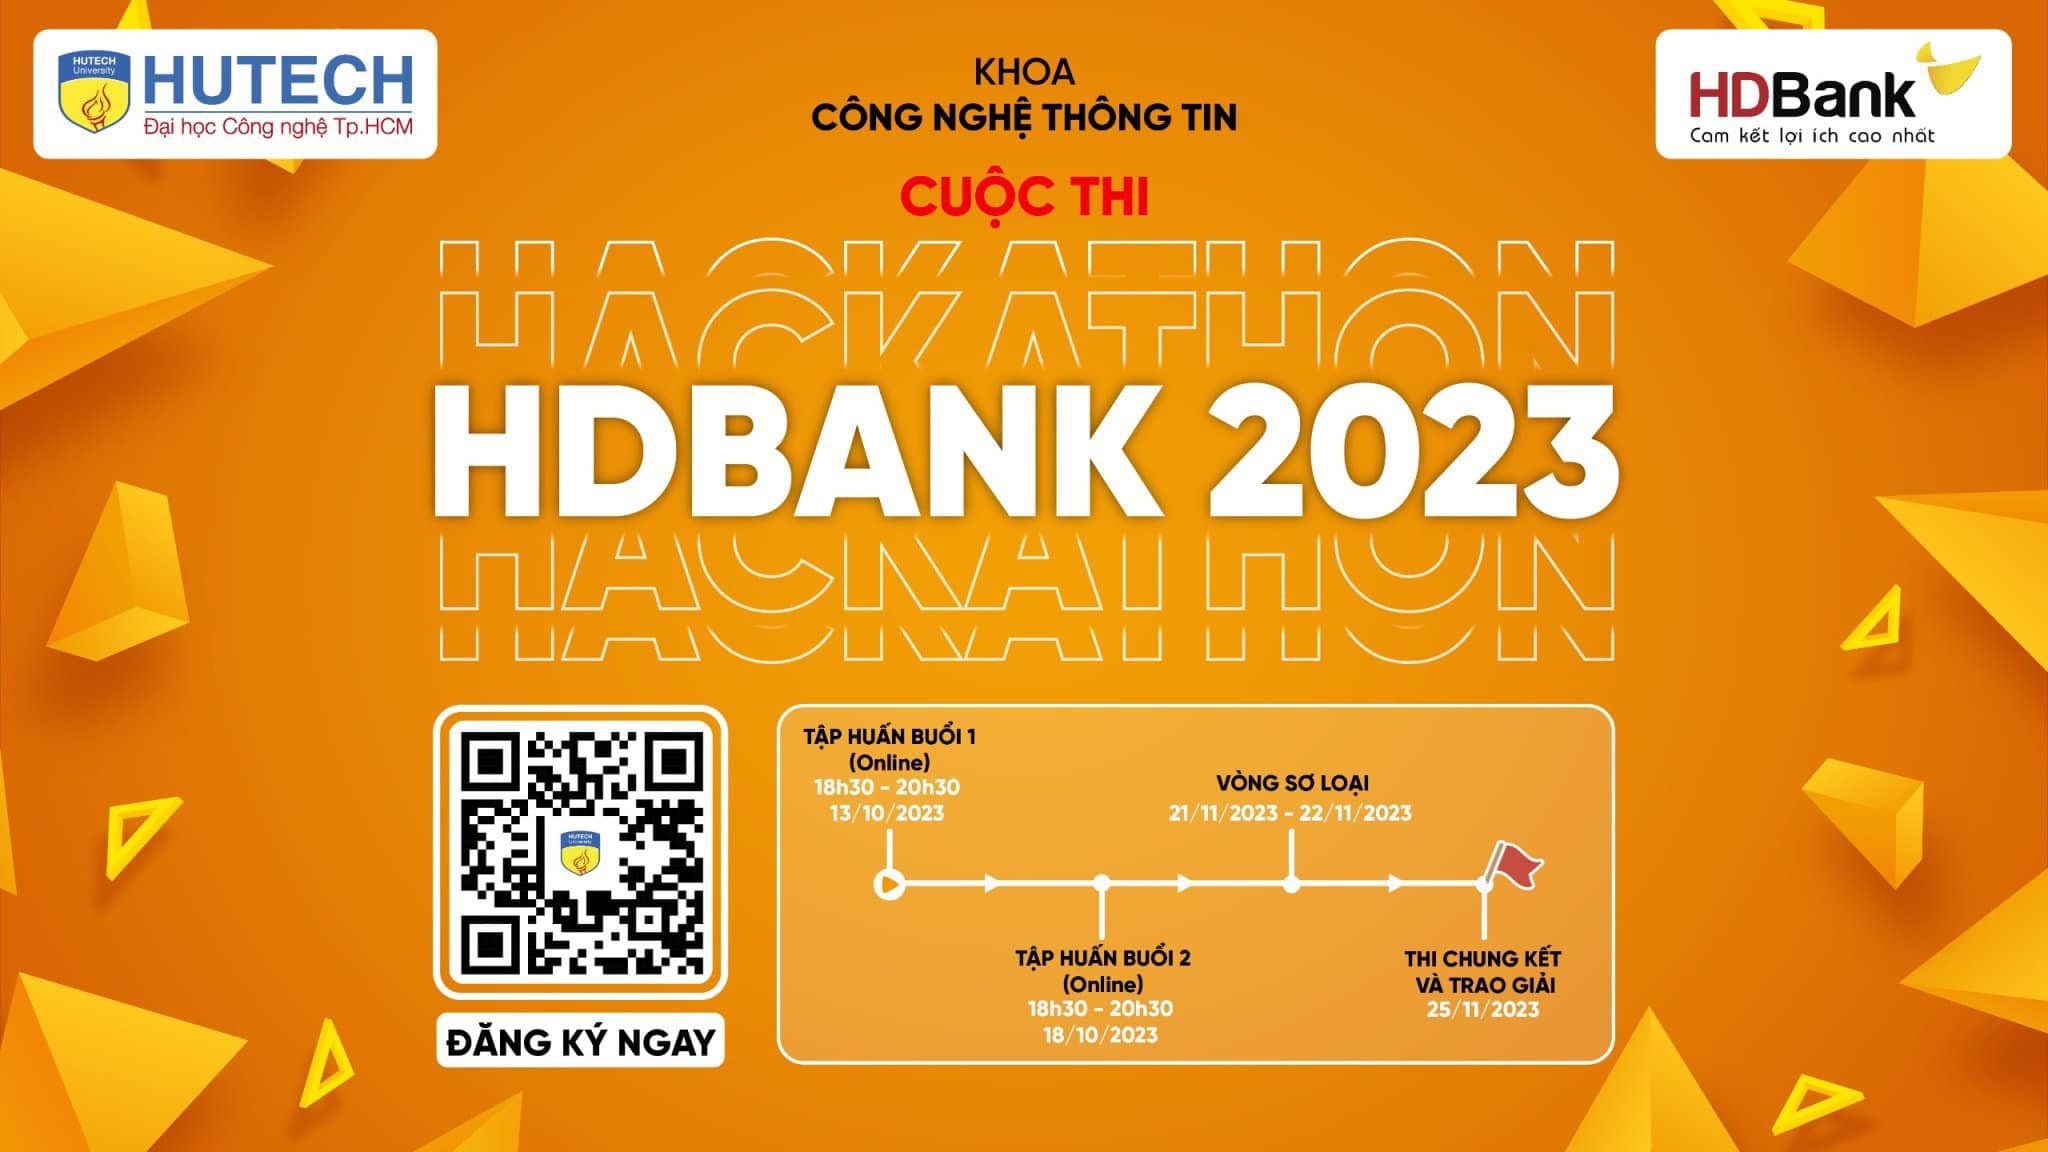 HUTECH
University
HUTECH
Đại học Công nghệ Tp.HCM
KHOA
CÔNG NGHỆ THÔNG TIN
HDBank
Cam kết lợi ích cao nhất
CUỘC THI
HACKATHON
HACKATHON
HDBANK 2023
HACKATHON
HACKATHON
HUTECH
University
ĐĂNG KÝ NGAY
TẬP HUẤN BUỔI 1
(Online)
18h30 - 20h30
13/10/2023
TẬP HUẤN BUỔI 2
(Online)
18h30 - 20h30
18/10/2023
VÒNG SƠ LOẠI
21/11/2023 - 22/11/2023
THI CHUNG KẾT
VÀ TRAO GIẢI
25/11/2023